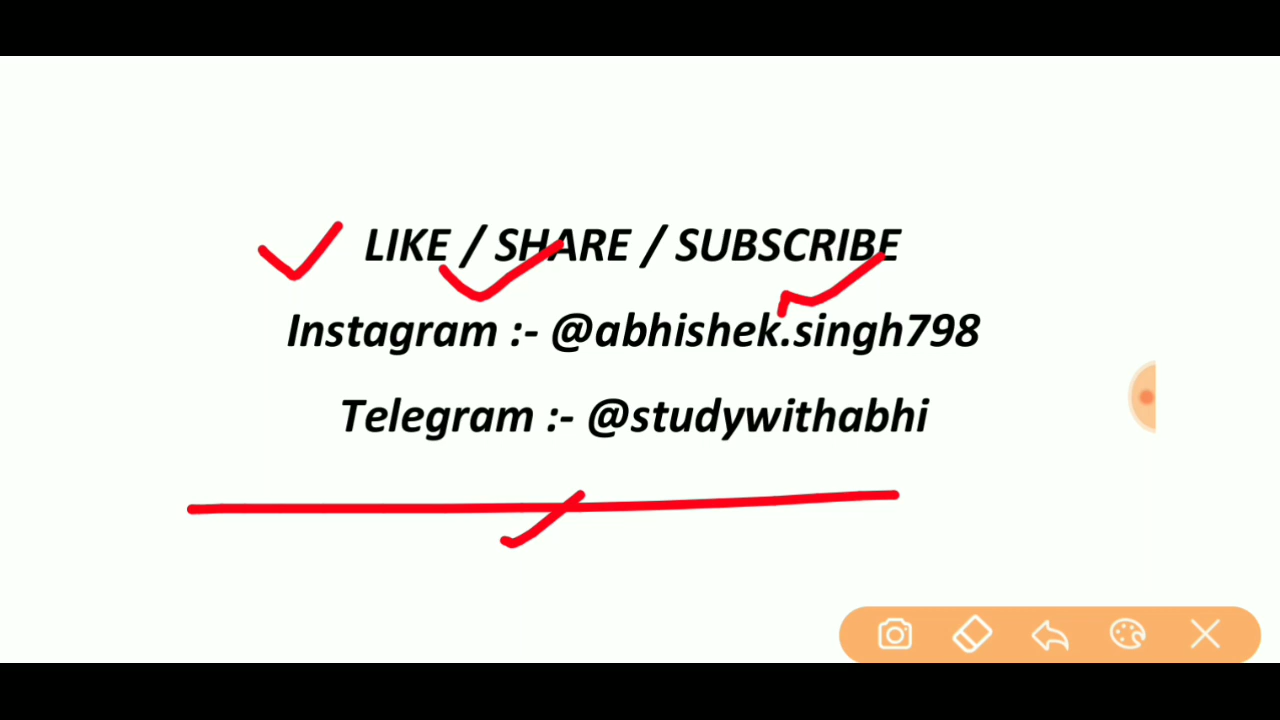 LIKE / SHARE / SUBSCRIBE
Instagram :- @abhishek.singh798
Telegram :- @studywithabhi